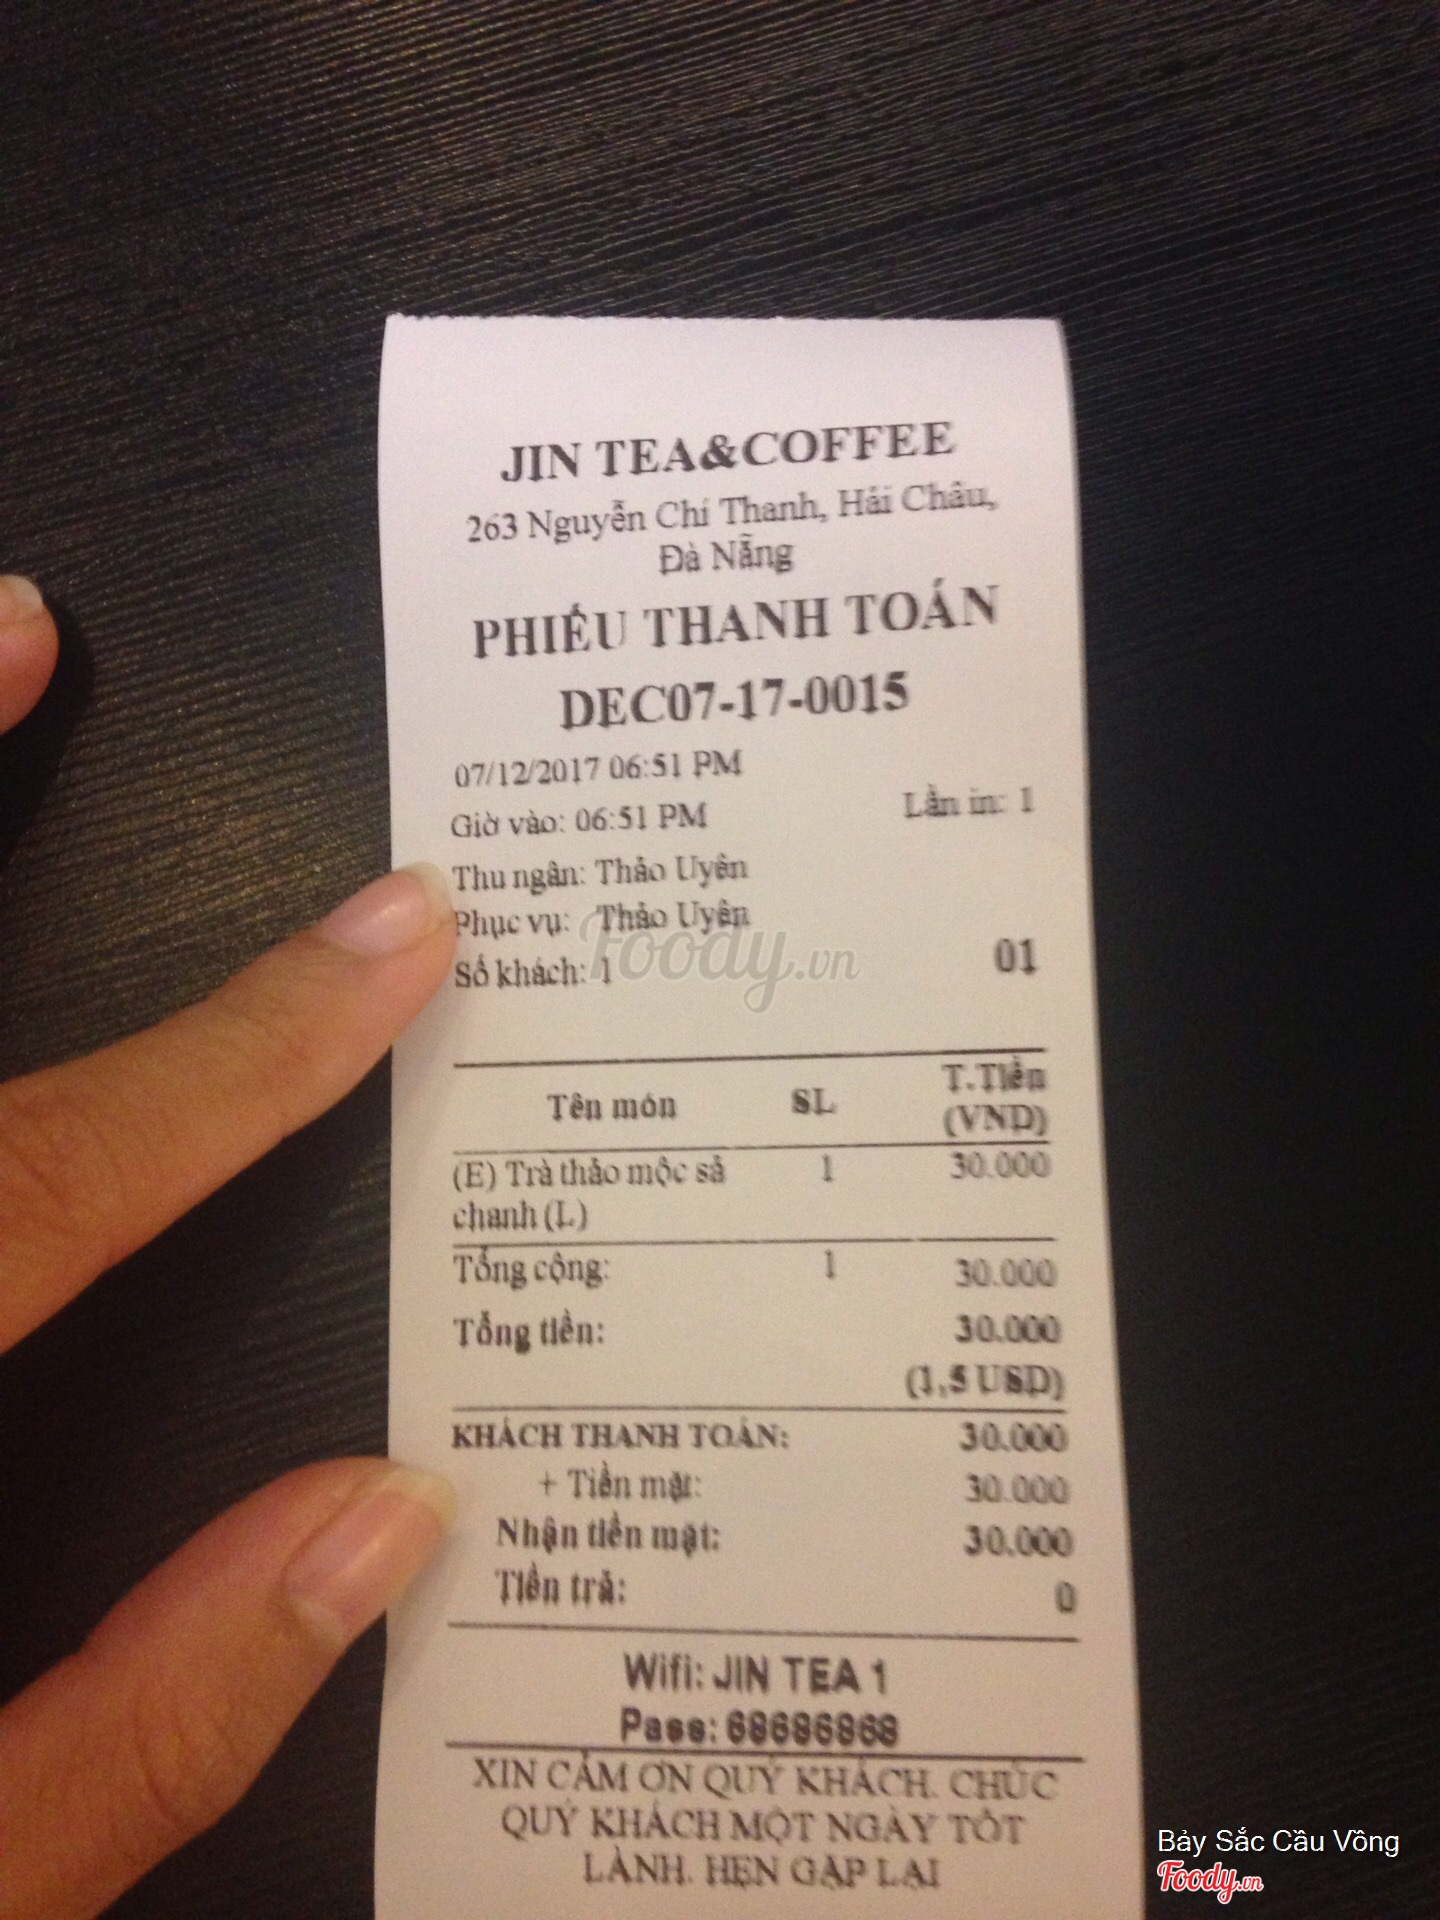 JIN TEA&COFFEE
263 Nguyễn Chí Thanh, Hải Châu,
Đà Nẵng
PHIẾU THANH TOÁN
DEC07-17-0015
07/12/2017 06:51 PM
Giờ vào: 06:51 PM Lần in: 1
Thu ngân: Thảo Uyên
Phục vụ: Thảo Uyên
Foody.vn
Số khách: 1 01
Tên món SL T.Tiền
(VND)
(E) Trà thảo mộc sả 1 30.000
chanh (L)
Tổng cộng: 1 30.000
Tổng tiền: 30.000
(1,5 USD)
KHÁCH THANH TOÁN: 30.000
+ Tiền mặt: 30.000
Nhận tiền mặt: 30.000
Tiền trả: 0
Wifi: JIN TEA 1
Pass: 68686868
XIN CẢM ƠN QUÝ KHÁCH. CHÚC
QUÝ KHÁCH MỘT NGÀY TỐT
LÀNH. HẸN GẶP LẠI
Bảy Sắc Cầu Vồng
Foody.vn